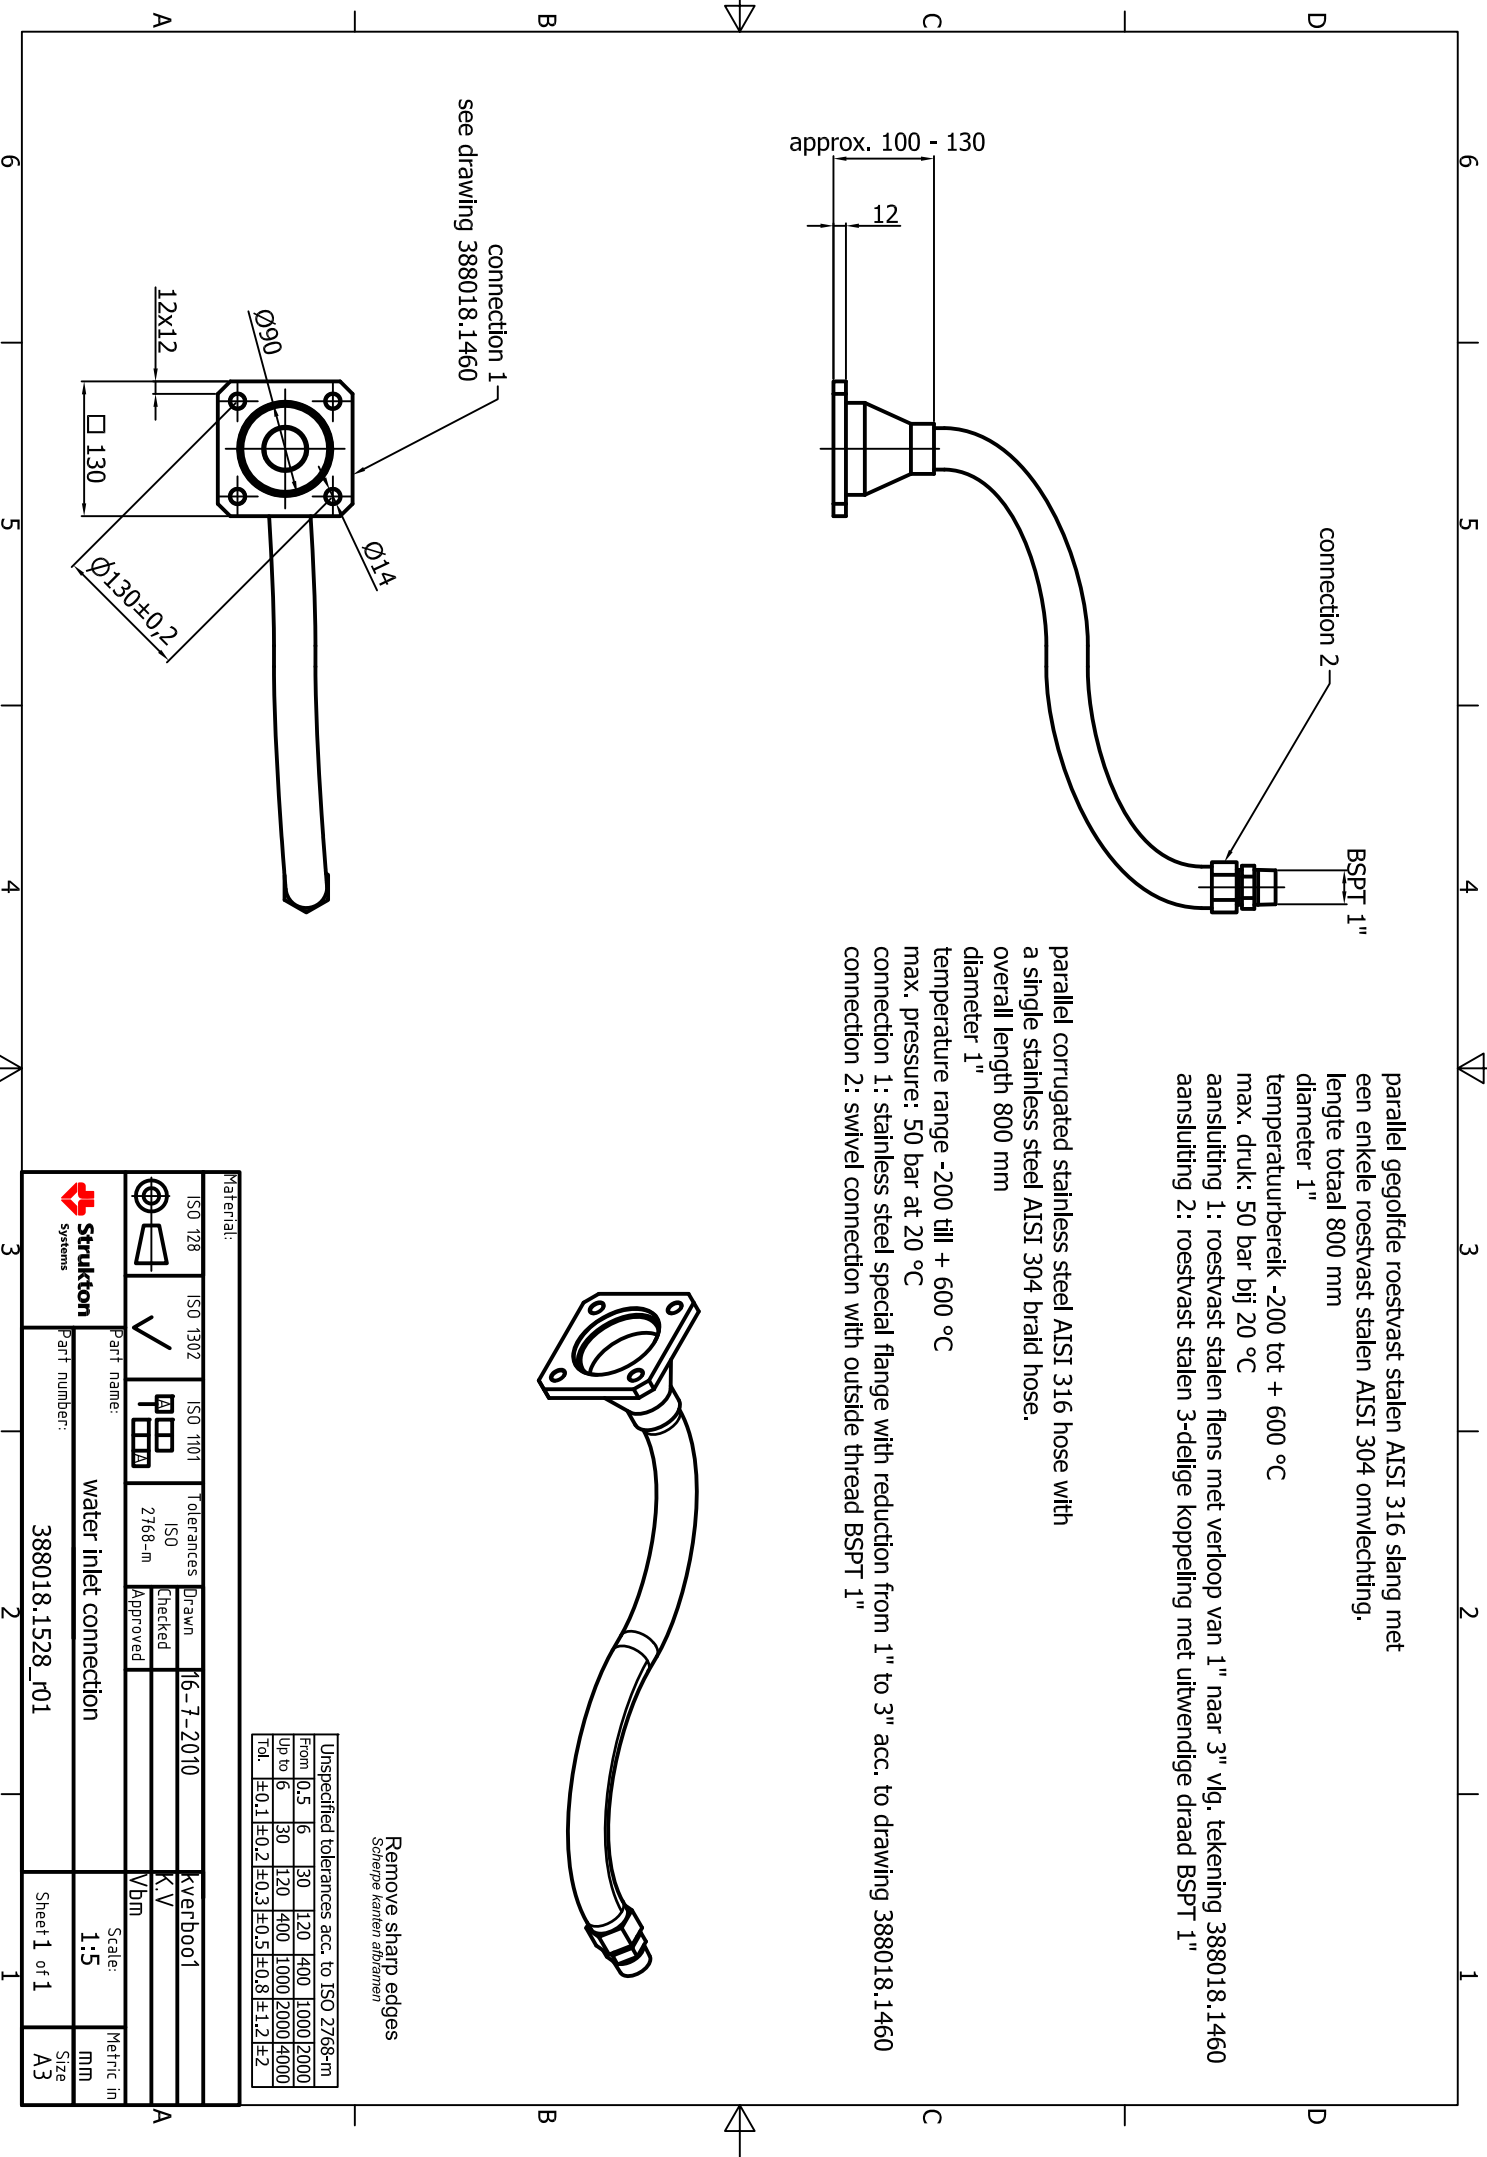 6
5
4
3
2
1
D
C
B
A
approx. 100 - 130
12
connection 2
BSPT 1"
parallel gegolfde roestvast stalen AISI 316 slang met
een enkele roestvast stalen AISI 304 omvlechting.
lengte totaal 800 mm
diameter 1"
temperatuurbereik -200 tot + 600 °C
max. druk: 50 bar bij 20 °C
aansluiting 1: roestvast stalen flens met verloop van 1" naar 3" vlg. tekening 388018.1460
aansluiting 2: roestvast stalen 3-delige koppeling met uitwendige draad BSPT 1"
parallel corrugated stainless steel AISI 316 hose with
a single stainless steel AISI 304 braid hose.
overall length 800 mm
diameter 1"
temperature range -200 till + 600 °C
max. pressure: 50 bar at 20 °C
connection 1: stainless steel special flange with reduction from 1" to 3" acc. to drawing 388018.1460
connection 2: swivel connection with outside thread BSPT 1"
connection 1
see drawing 388018.1460
Ø90
12x12
□ 130
Ø14
Ø130±0,2
Remove sharp edges
Scherpe kanten afbramen
Unspecified tolerances acc. to ISO 2768-m
From 0.5 6 30 120 400 1000 2000
Up to 6 30 120 400 1000 2000 4000
Tol. ±0.1 ±0.2 ±0.3 ±0.5 ±0.8 ±1.2 ±2
Material:
ISO 128
ISO 1302
ISO 1101
A
A
Tolerances
ISO
2768-m
Drawn 16-7-2010 kverboo1
Checked K.V
Approved Vbm
Strukton
systems
Part name:
water inlet connection
Part number:
388018.1528_r01
Scale:
1:5
Metric in
mm
Sheet 1 of 1
Size
A3
6
5
4
3
2
1
D
C
B
A